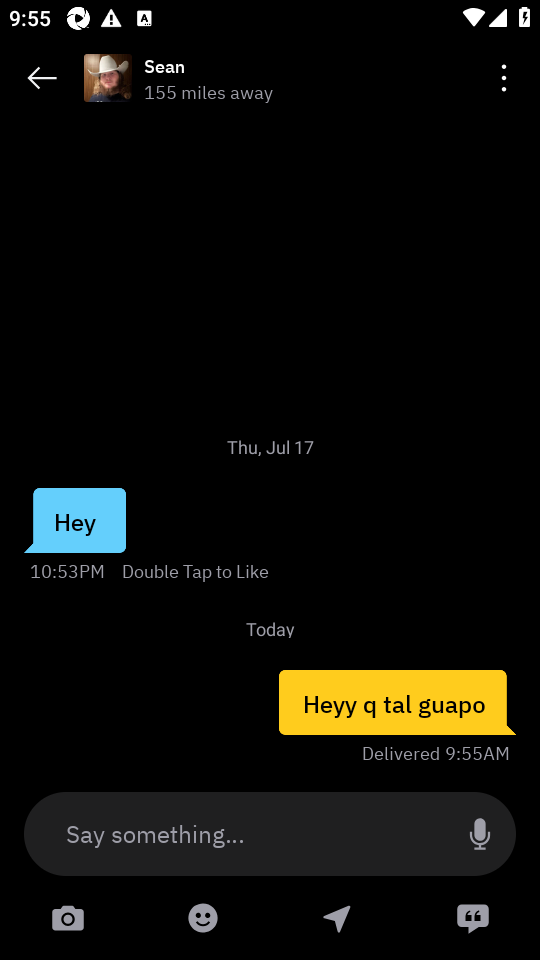 9:55
Sean
155 miles away
Thu, Jul 17
Hey
10:53PM Double Tap to Like
Today
Heyy q tal guapo
Delivered 9:55AM
Say something...